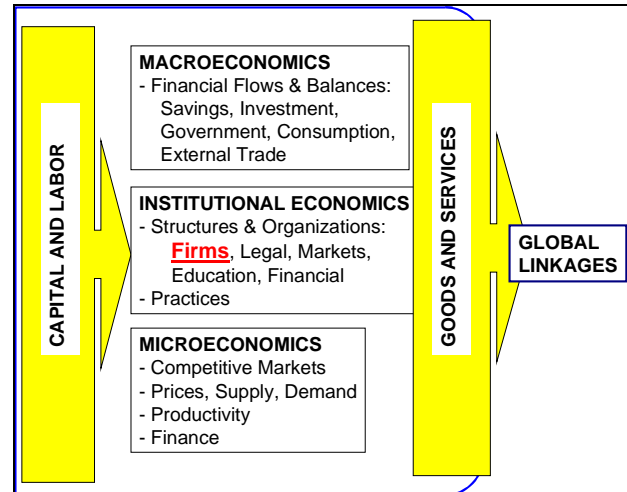 CAPITAL AND LABOR
MACROECONOMICS
- Financial Flows & Balances:
Savings, Investment,
Government, Consumption,
External Trade
INSTITUTIONAL ECONOMICS
- Structures & Organizations:
Firms, Legal, Markets,
Education, Financial
- Practices
MICROECONOMICS
- Competitive Markets
- Prices, Supply, Demand
- Productivity
- Finance
GOODS AND SERVICES
GLOBAL
LINKAGES